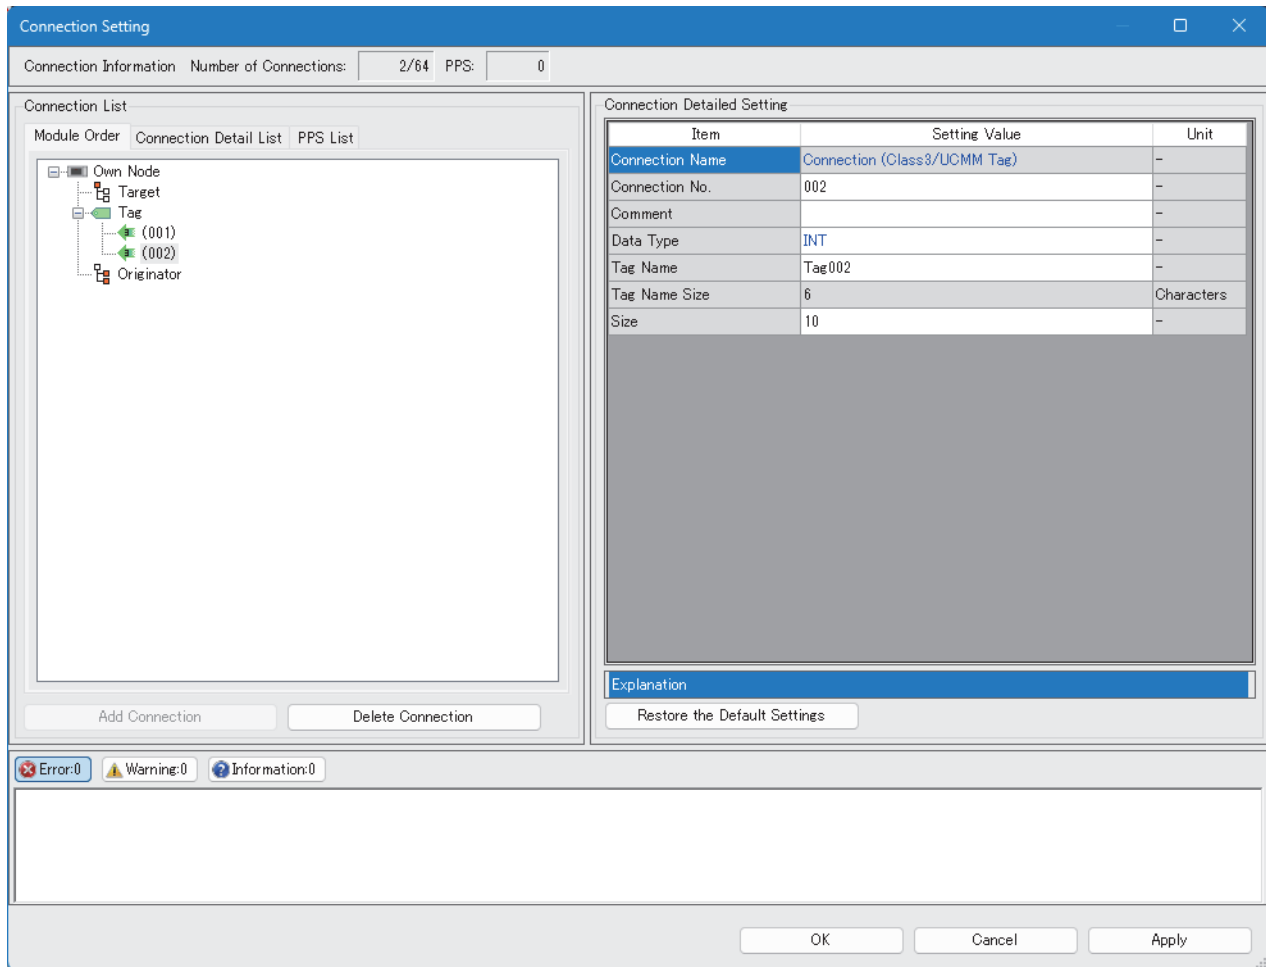 Connection Setting
Connection Information Number of Connections: 2/64 PPS: 0
Connection List
Module Order Connection Detail List PPS List
Own Node
Target
Tag
(001)
(002)
Originator
Add Connection Delete Connection
Connection Detailed Setting
Item Setting Value Unit
Connection Name Connection (Class3/UCMM Tag) -
Connection No. 002 -
Comment -
Data Type INT -
Tag Name Tag002 -
Tag Name Size 6 Characters
Size 10 -
Explanation
Restore the Default Settings
Error:0 Warning:0 Information:0
OK Cancel Apply